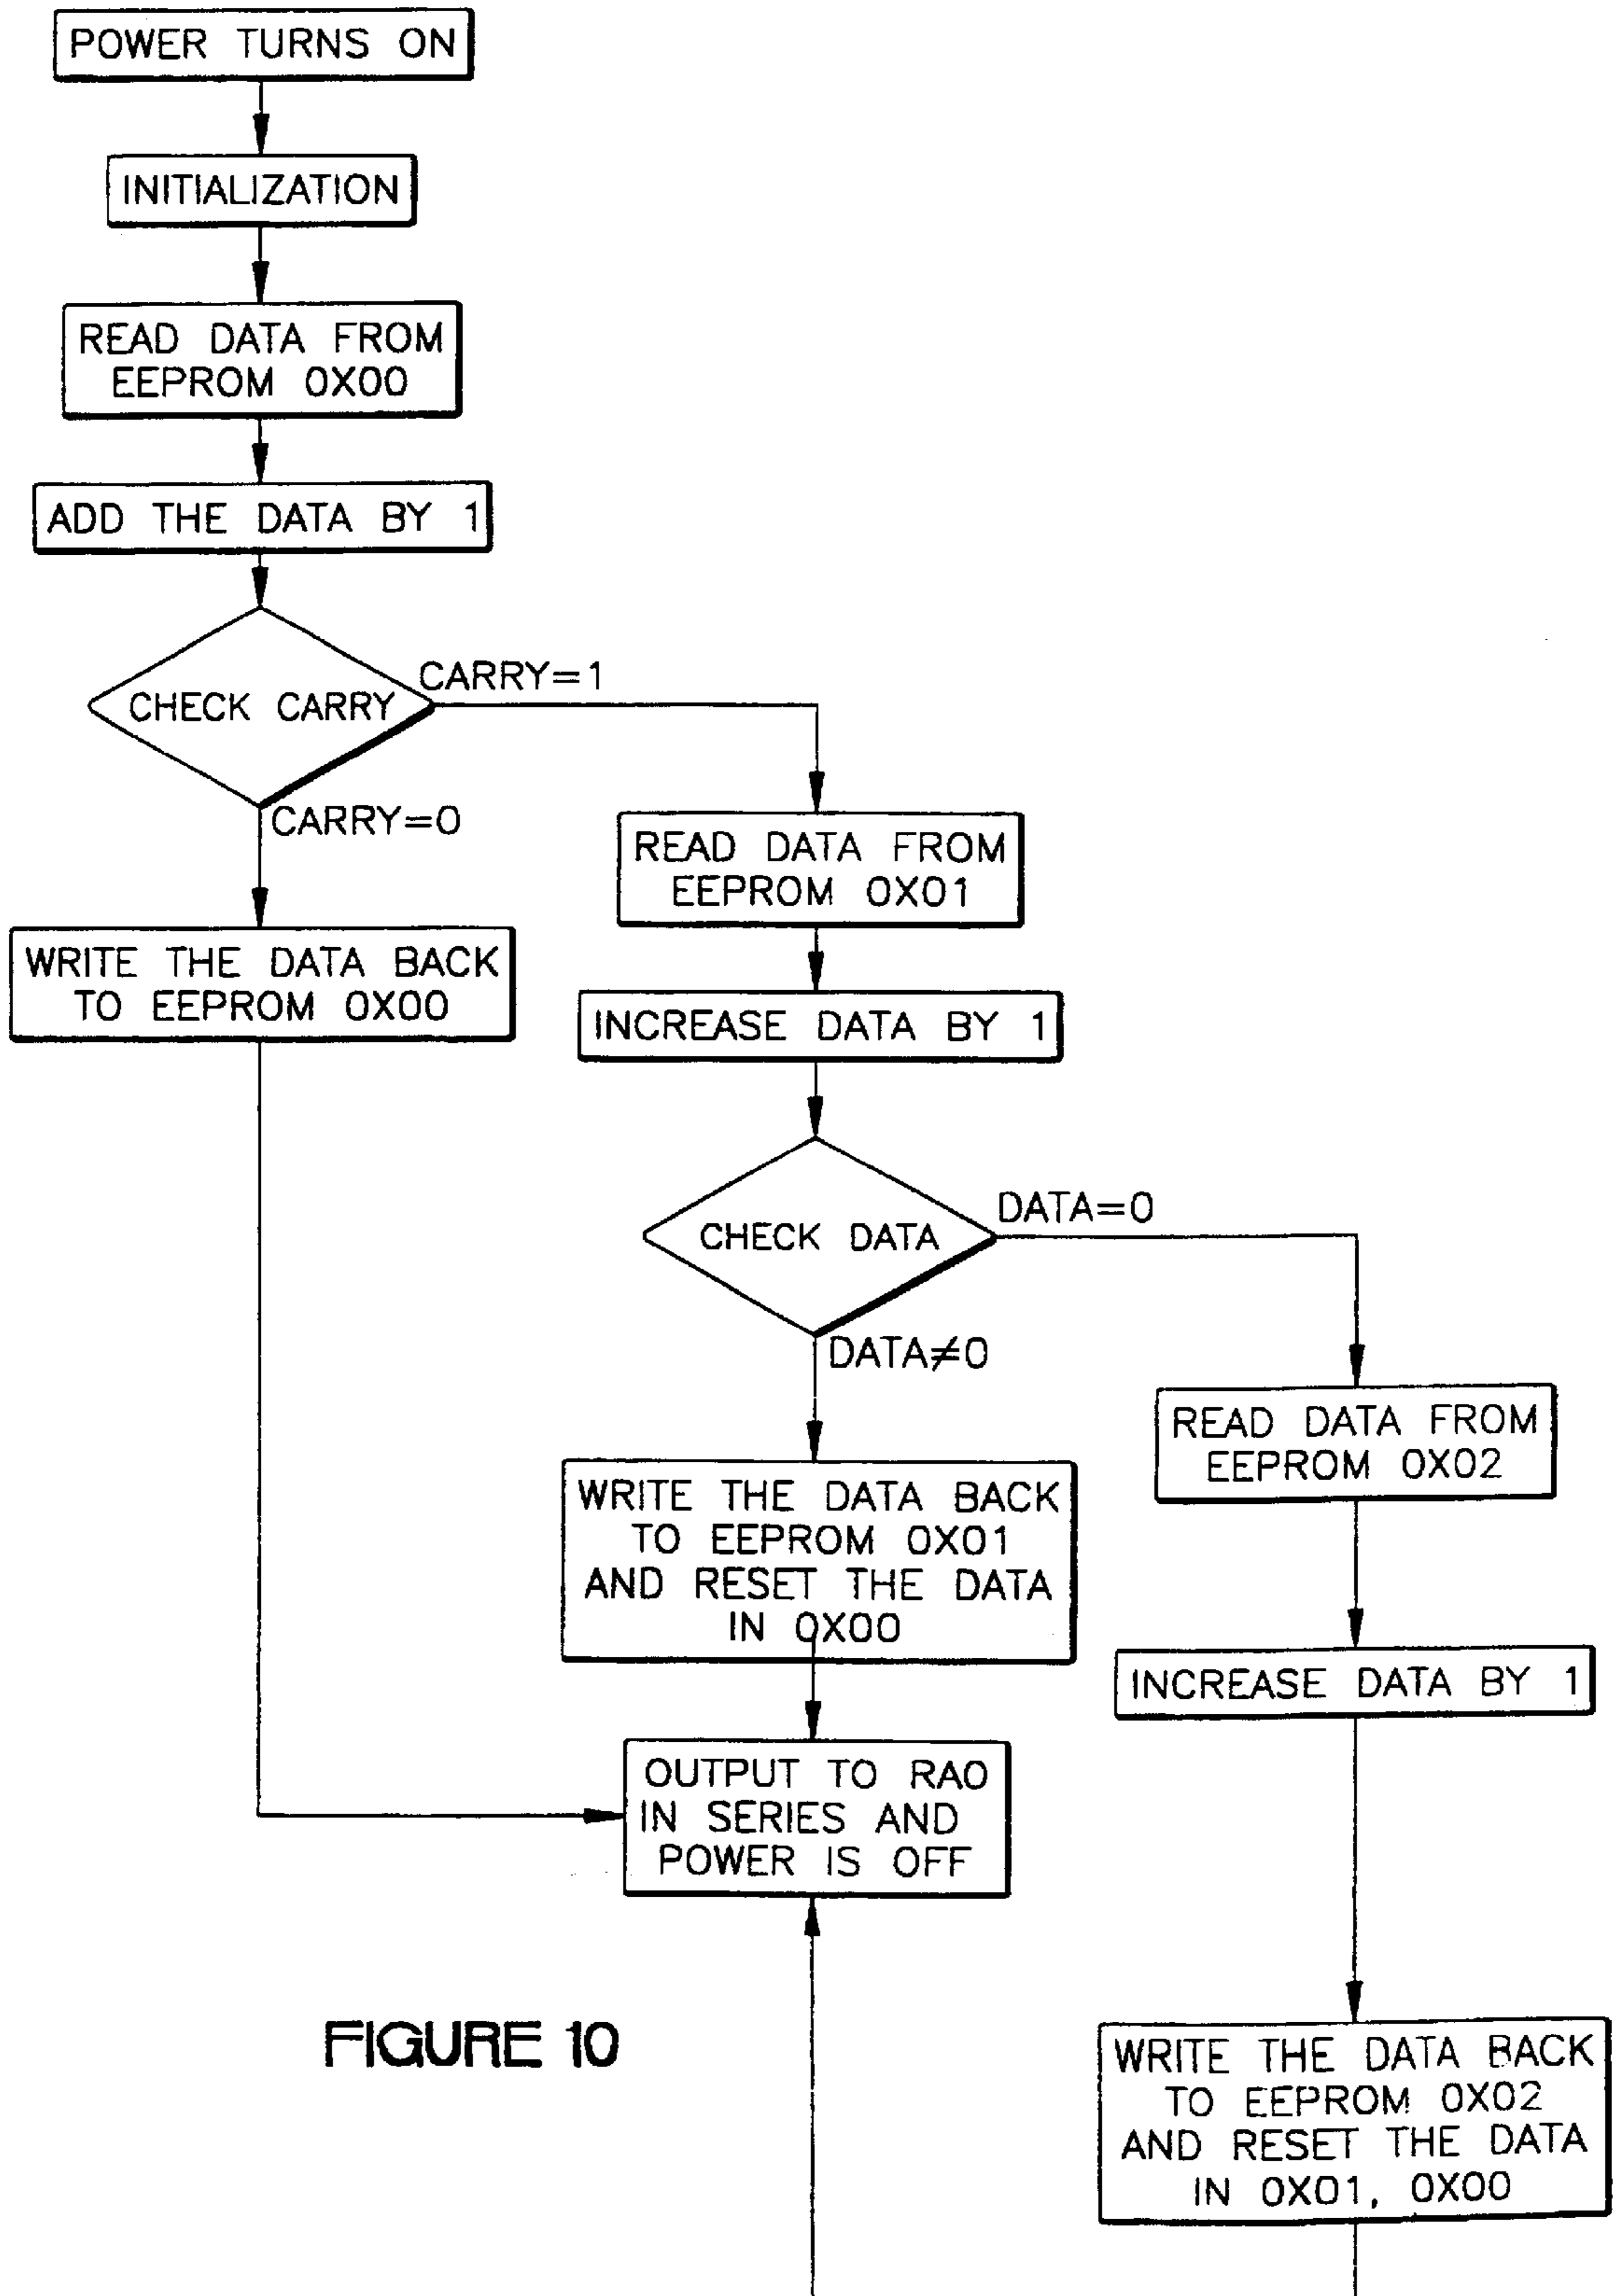 POWER TURNS ON
INITIALIZATION
READ DATA FROM
EEPROM 0X00
ADD THE DATA BY 1
CHECK CARRY
CARRY=1
CARRY=0
WRITE THE DATA BACK
TO EEPROM 0X00
READ DATA FROM
EEPROM 0X01
INCREASE DATA BY 1
CHECK DATA
DATA=0
DATA≠0
WRITE THE DATA BACK
TO EEPROM 0X01
AND RESET THE DATA
IN 0X00
READ DATA FROM
EEPROM 0X02
INCREASE DATA BY 1
OUTPUT TO RA0
IN SERIES AND
POWER IS OFF
WRITE THE DATA BACK
TO EEPROM 0X02
AND RESET THE DATA
IN 0X01, 0X00
FIGURE 10